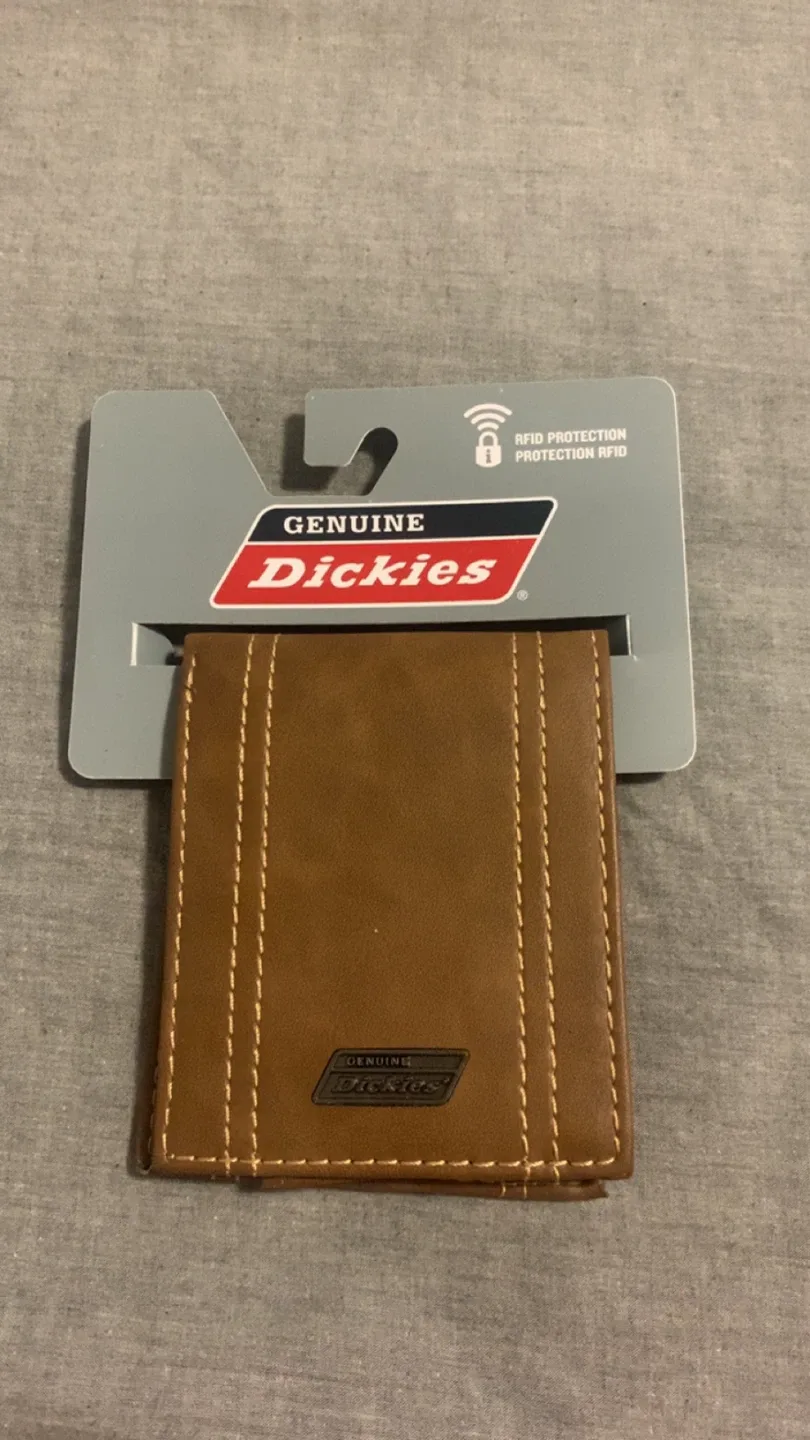 RFID PROTECTION
PROTECTION RFID
GENUINE
Dickies®
GENUINE
Dickies®